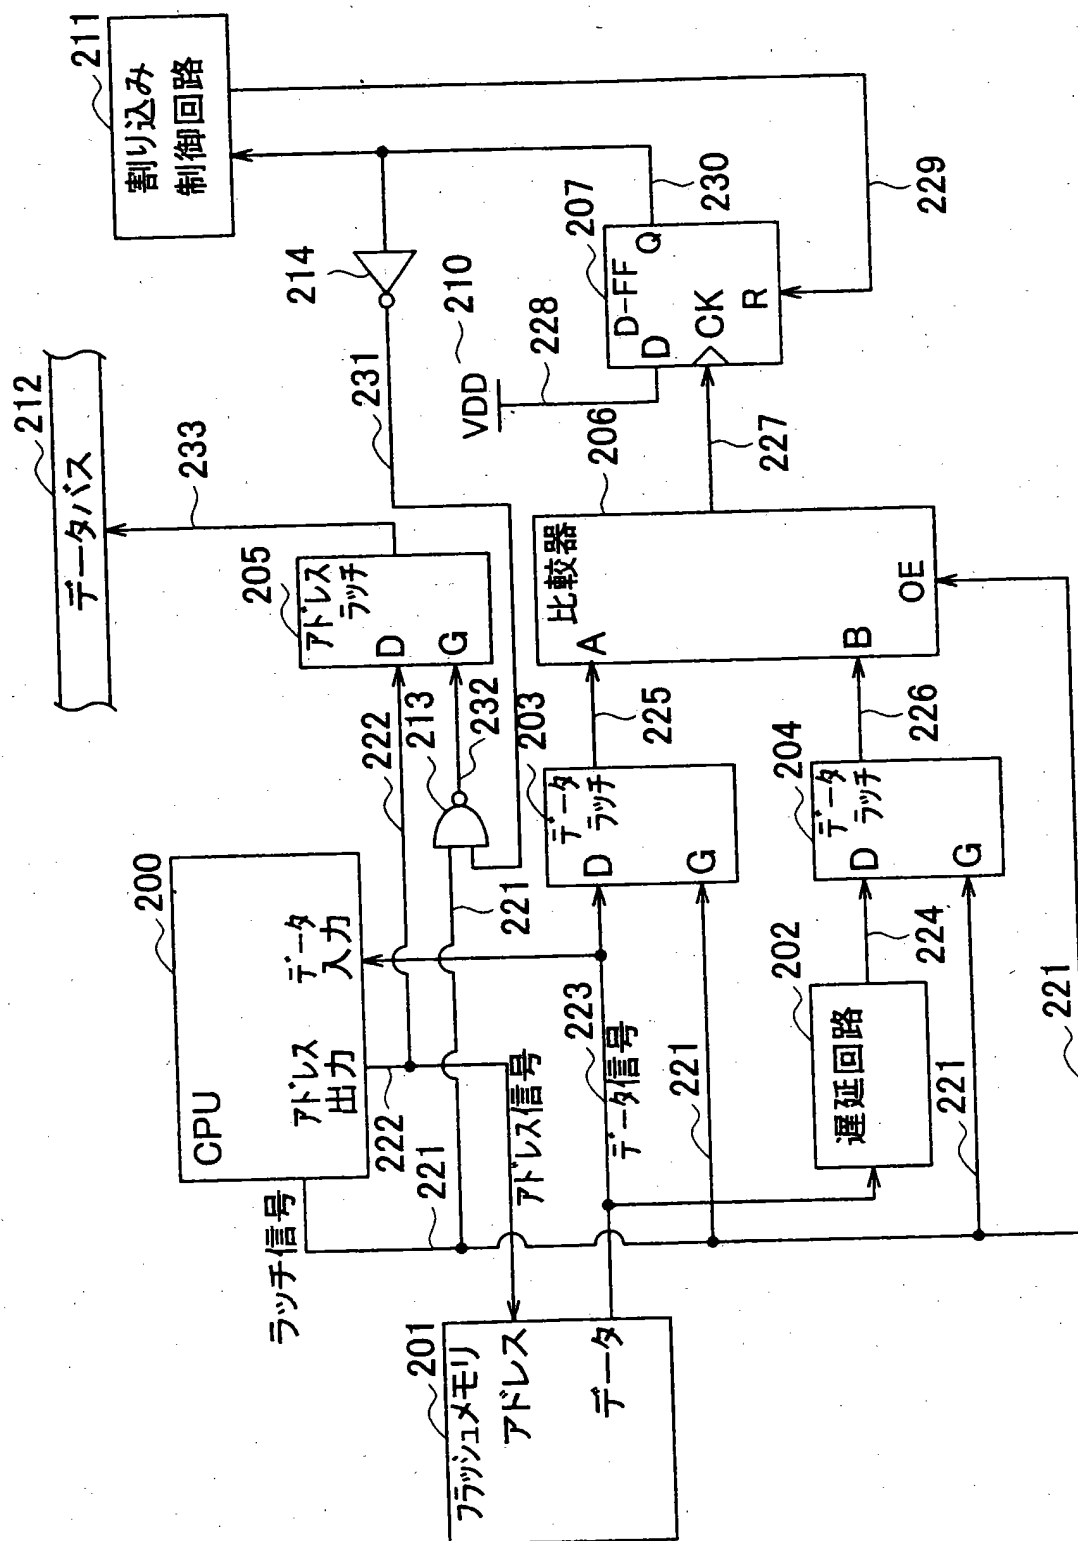 211
割り込み
制御回路
212
データバス
233
214
231
VDD
210
228
207
D-FF
D
Q
CK
R
230
229
205
アドレス
ラッチ
D
G
206
比較器
A
B
OE
227
200
CPU
アドレス
出力
データ
入力
222
213
232
203
データ
ラッチ
D
G
225
204
データ
ラッチ
D
G
226
ラッチ信号
221
222
アドレス信号
221
223
データ信号
221
202
遅延回路
224
221
221
201
フラッシュメモリ
アドレス
データ